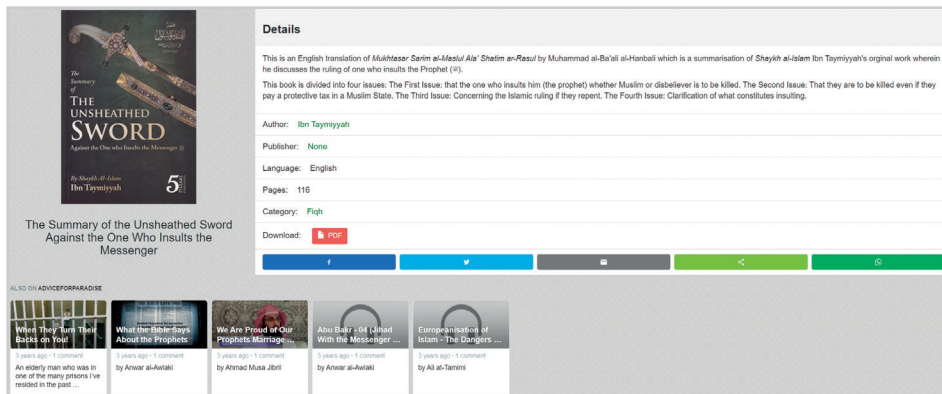 The
Summary
of
THE
UNSHEATHED
SWORD
Against the One who Insults the Messenger ﷺ
By Shaykh Al-Islam
Ibn Taymiyyah
5
The Summary of the Unsheathed Sword
Against the One Who Insults the
Messenger
Details
This is an English translation of Mukhtasar Sarim al-Maslul Ala' Shatim ar-Rasul by Muhammad al-Ba'ali al-Hanbali which is a summarisation of Shaykh al-Islam Ibn Taymiyyah's orginal work wherein
he discusses the ruling of one who insults the Prophet (ﷺ).
This book is divided into four issues: The First Issue: that the one who insults him (the prophet) whether Muslim or disbeliever is to be killed. The Second Issue: That they are to be killed even if they
pay a protective tax in a Muslim State. The Third Issue: Concerning the Islamic ruling if they repent. The Fourth Issue: Clarification of what constitutes insulting.
Author: Ibn Taymiyyah
Publisher: None
Language: English
Pages: 116
Category: Fiqh
Download: PDF
ALSO ON ADVICEFORPARADISE
When They Turn Their
Backs on You!
3 years ago · 1 comment
An elderly man who was in
one of the many prisons I've
resided in the past …
What the Bible Says
About the Prophets
3 years ago · 1 comment
by Anwar al-Awlaki
We Are Proud of Our
Prophets Marriage …
3 years ago · 1 comment
by Ahmad Musa Jibril
Abu Bakr - 04 (Jihad
With the Messenger …
3 years ago · 1 comment
by Anwar al-Awlaki
Europeanisation of
Islam - The Dangers …
3 years ago · 1 comment
by Ali at-Tamimi